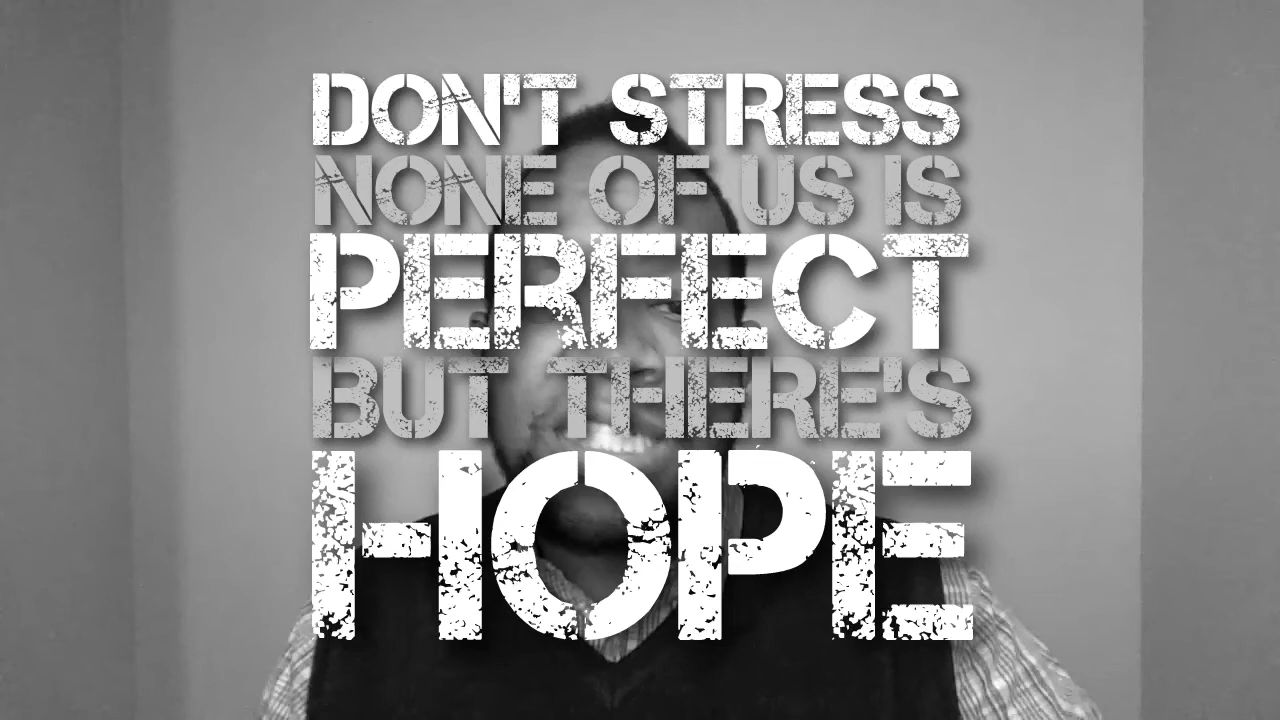 DON'T STRESS
NONE OF US IS
PERFECT
BUT THERE'S
HOPE